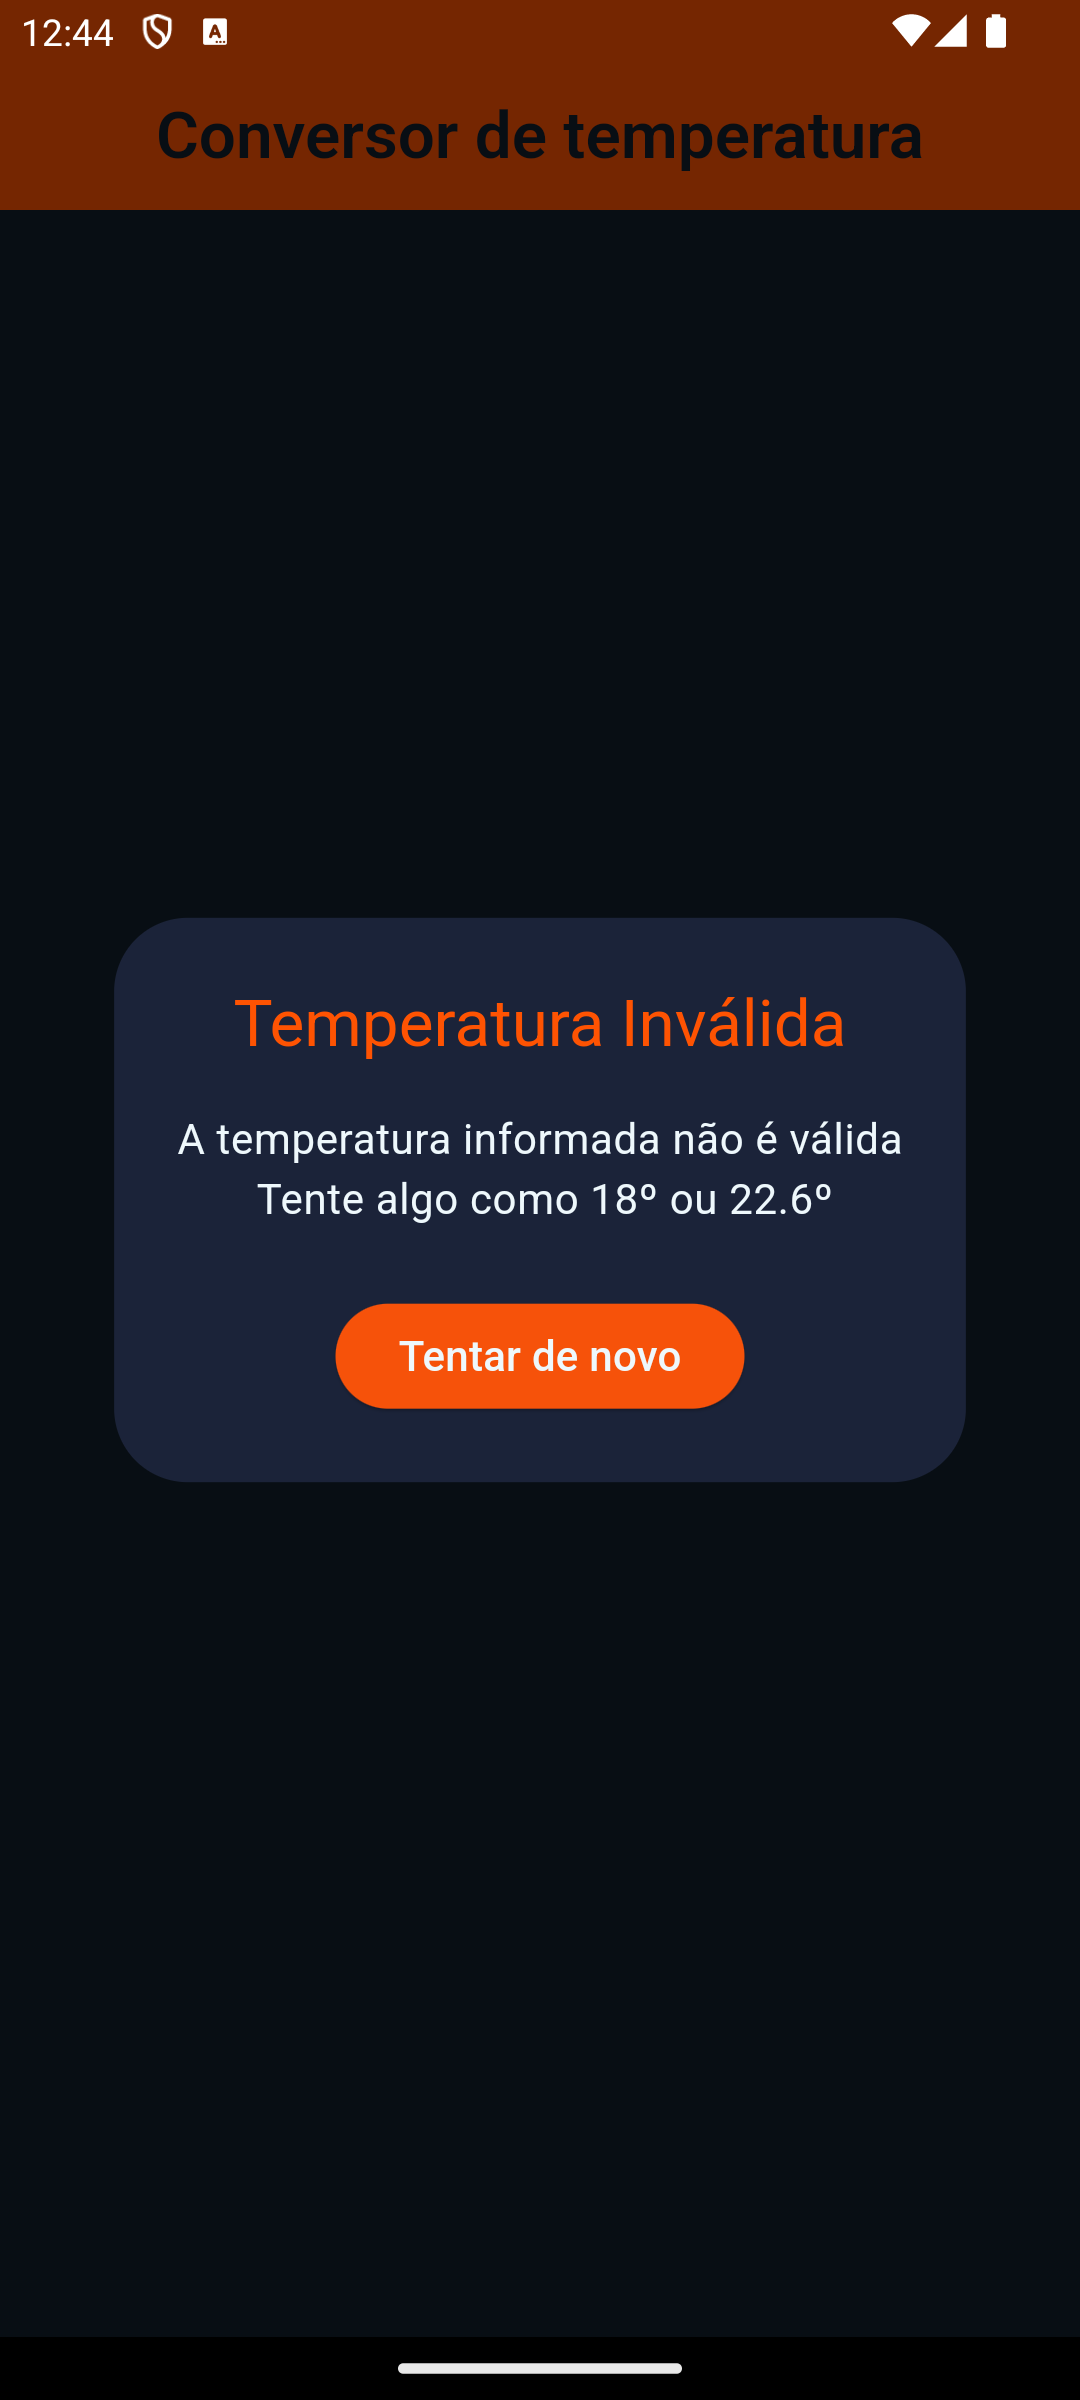 12:44
Conversor de temperatura
Temperatura Inválida
A temperatura informada não é válida
Tente algo como 18º ou 22.6º
Tentar de novo